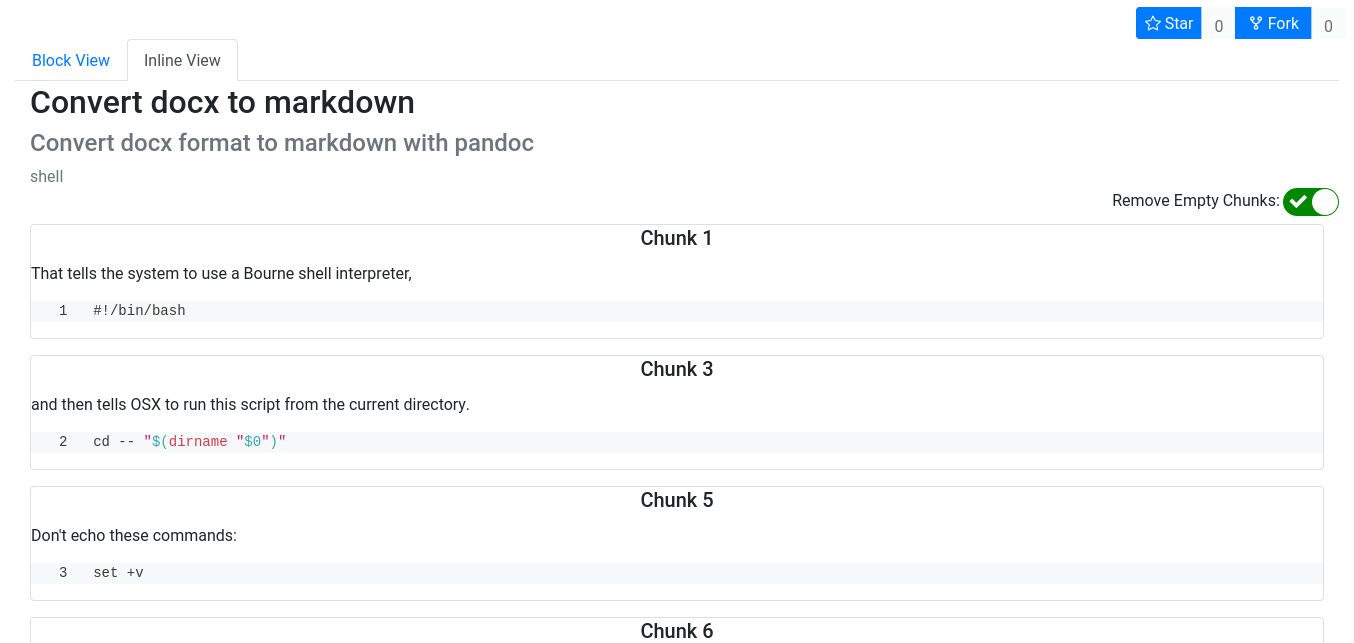 Star 0 Fork 0
Block View Inline View
Convert docx to markdown
Convert docx format to markdown with pandoc
shell
Remove Empty Chunks:
Chunk 1
That tells the system to use a Bourne shell interpreter,
1 #!/bin/bash
Chunk 3
and then tells OSX to run this script from the current directory.
2 cd -- "$(dirname "$0")"
Chunk 5
Don't echo these commands:
3 set +v
Chunk 6